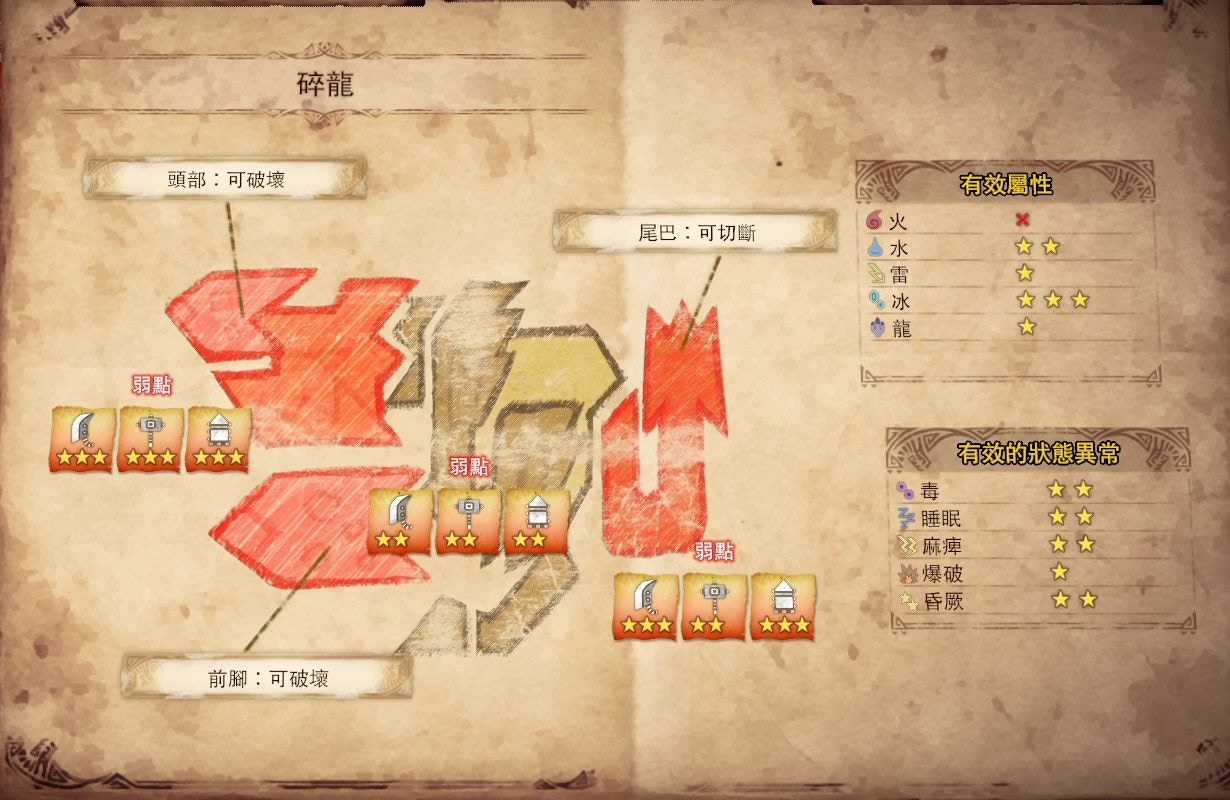 碎龍
頭部：可破壞
尾巴：可切斷
弱點
弱點
弱點
前腳：可破壞
有效屬性
火
水
雷
冰
龍
有效的狀態異常
毒
睡眠
麻痺
爆破
昏厥